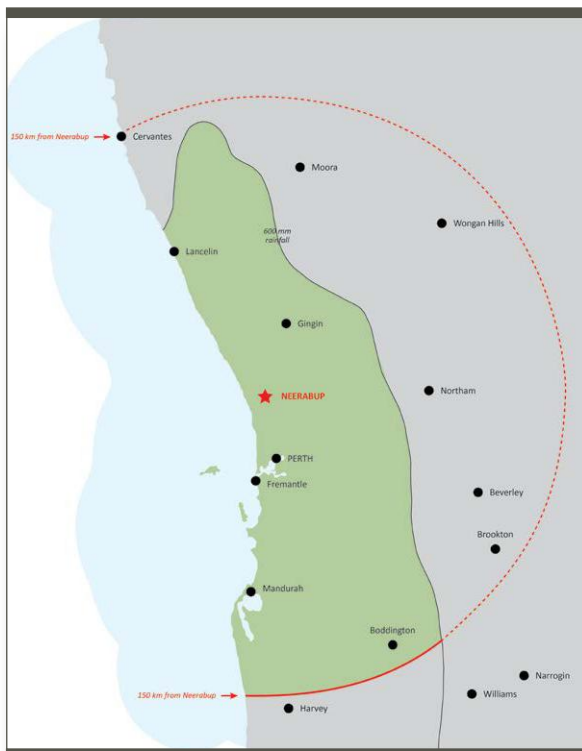 150 km from Neerabup
Cervantes
Moora
Wongan Hills
600 mm
rainfall
Lancelin
Gingin
NEERABUP
Northam
PERTH
Fremantle
Beverley
Brookton
Mandurah
Boddington
Narrogin
150 km from Neerabup
Williams
Harvey